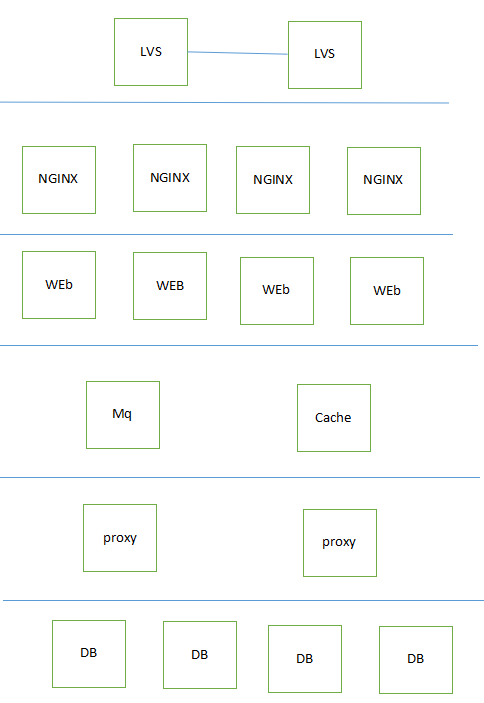 LVS
LVS
NGINX
NGINX
NGINX
NGINX
WEb
WEB
WEb
WEb
Mq
Cache
proxy
proxy
DB
DB
DB
DB